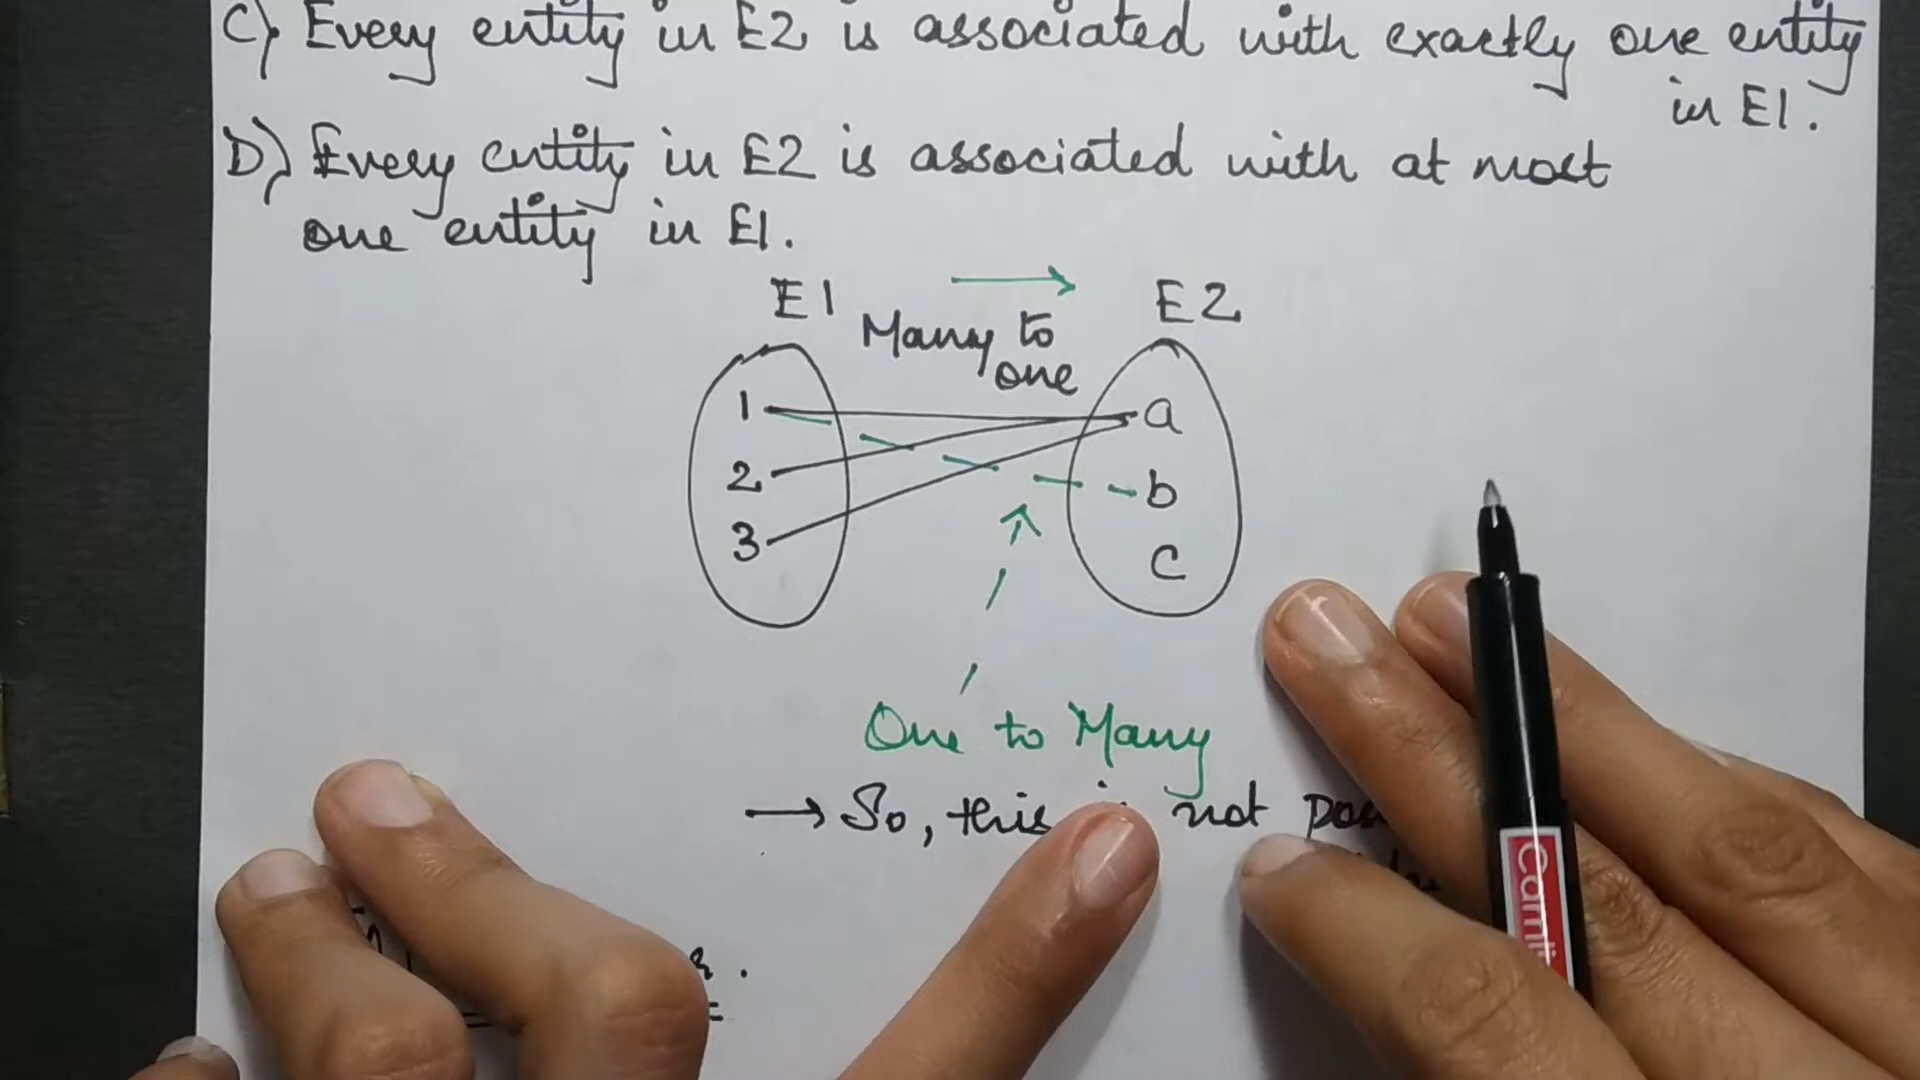 C) Every entity in E2 is associated with exactly one entity
in E1.
D) Every entity in E2 is associated with at most
one entity in E1.
E1 E2
Many to
one
1 a
2 b
3 c
One to Many
→ So, this not
Camli